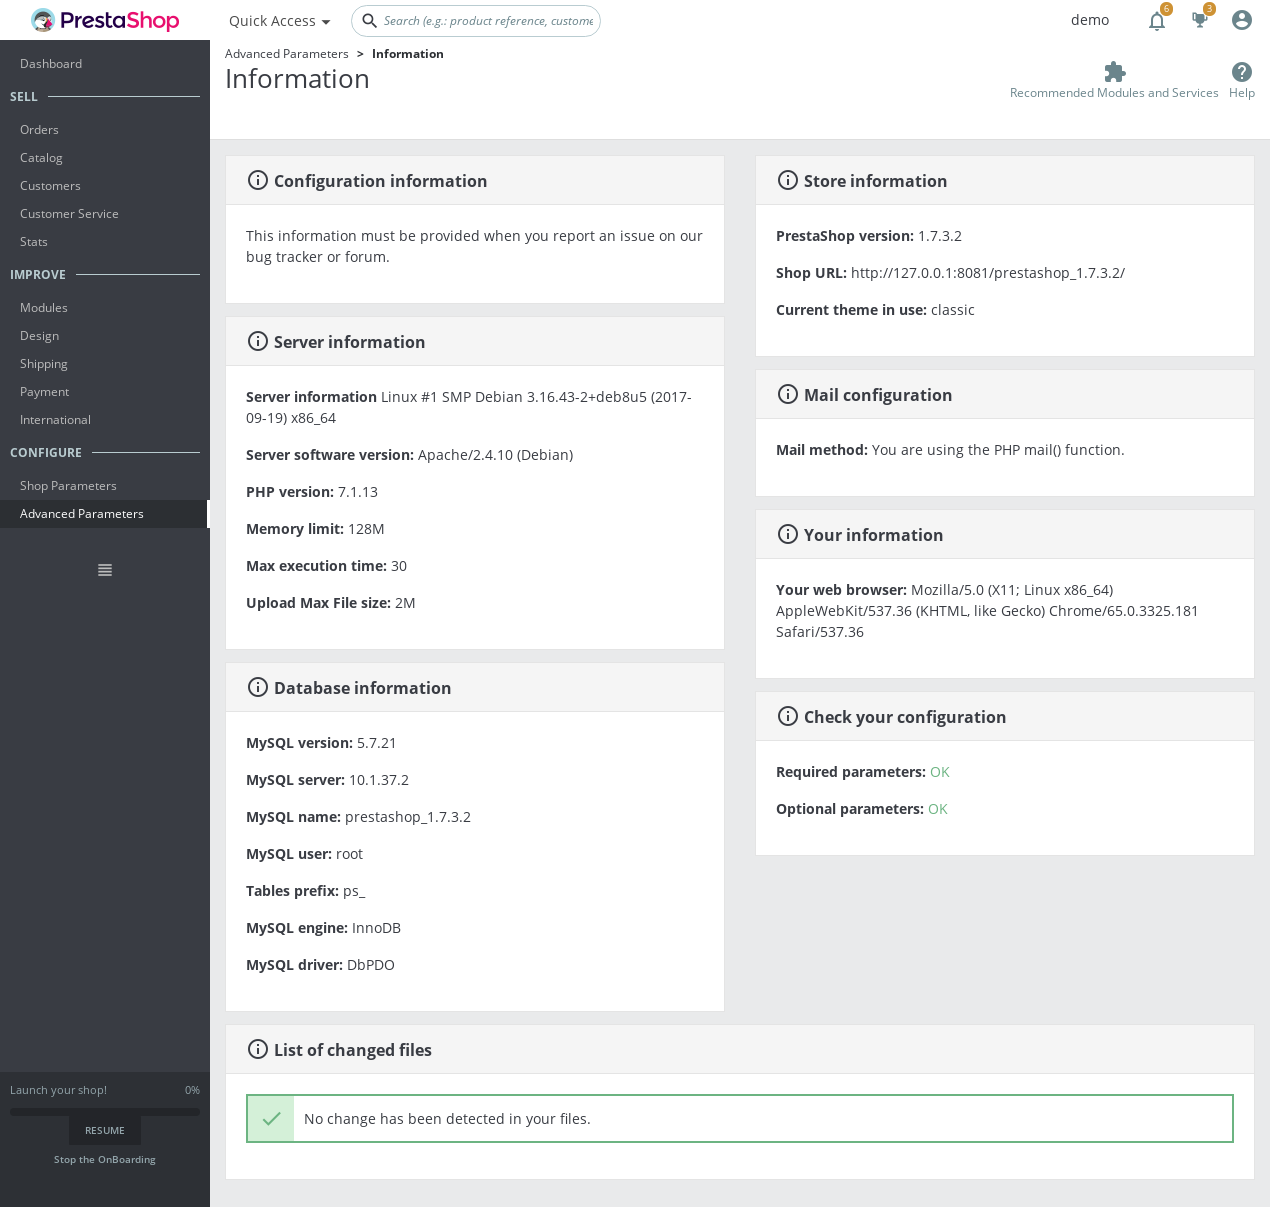 PrestaShop
Quick Access
Search (e.g.: product reference, custome
demo
6
3
Advanced Parameters > Information
Information
Recommended Modules and Services
Help
Dashboard
SELL
Orders
Catalog
Customers
Customer Service
Stats
IMPROVE
Modules
Design
Shipping
Payment
International
CONFIGURE
Shop Parameters
Advanced Parameters
Launch your shop! 0%
RESUME
Stop the OnBoarding
Configuration information
This information must be provided when you report an issue on our
bug tracker or forum.
Server information
Server information Linux #1 SMP Debian 3.16.43-2+deb8u5 (2017-
09-19) x86_64
Server software version: Apache/2.4.10 (Debian)
PHP version: 7.1.13
Memory limit: 128M
Max execution time: 30
Upload Max File size: 2M
Database information
MySQL version: 5.7.21
MySQL server: 10.1.37.2
MySQL name: prestashop_1.7.3.2
MySQL user: root
Tables prefix: ps_
MySQL engine: InnoDB
MySQL driver: DbPDO
Store information
PrestaShop version: 1.7.3.2
Shop URL: http://127.0.0.1:8081/prestashop_1.7.3.2/
Current theme in use: classic
Mail configuration
Mail method: You are using the PHP mail() function.
Your information
Your web browser: Mozilla/5.0 (X11; Linux x86_64)
AppleWebKit/537.36 (KHTML, like Gecko) Chrome/65.0.3325.181
Safari/537.36
Check your configuration
Required parameters: OK
Optional parameters: OK
List of changed files
No change has been detected in your files.